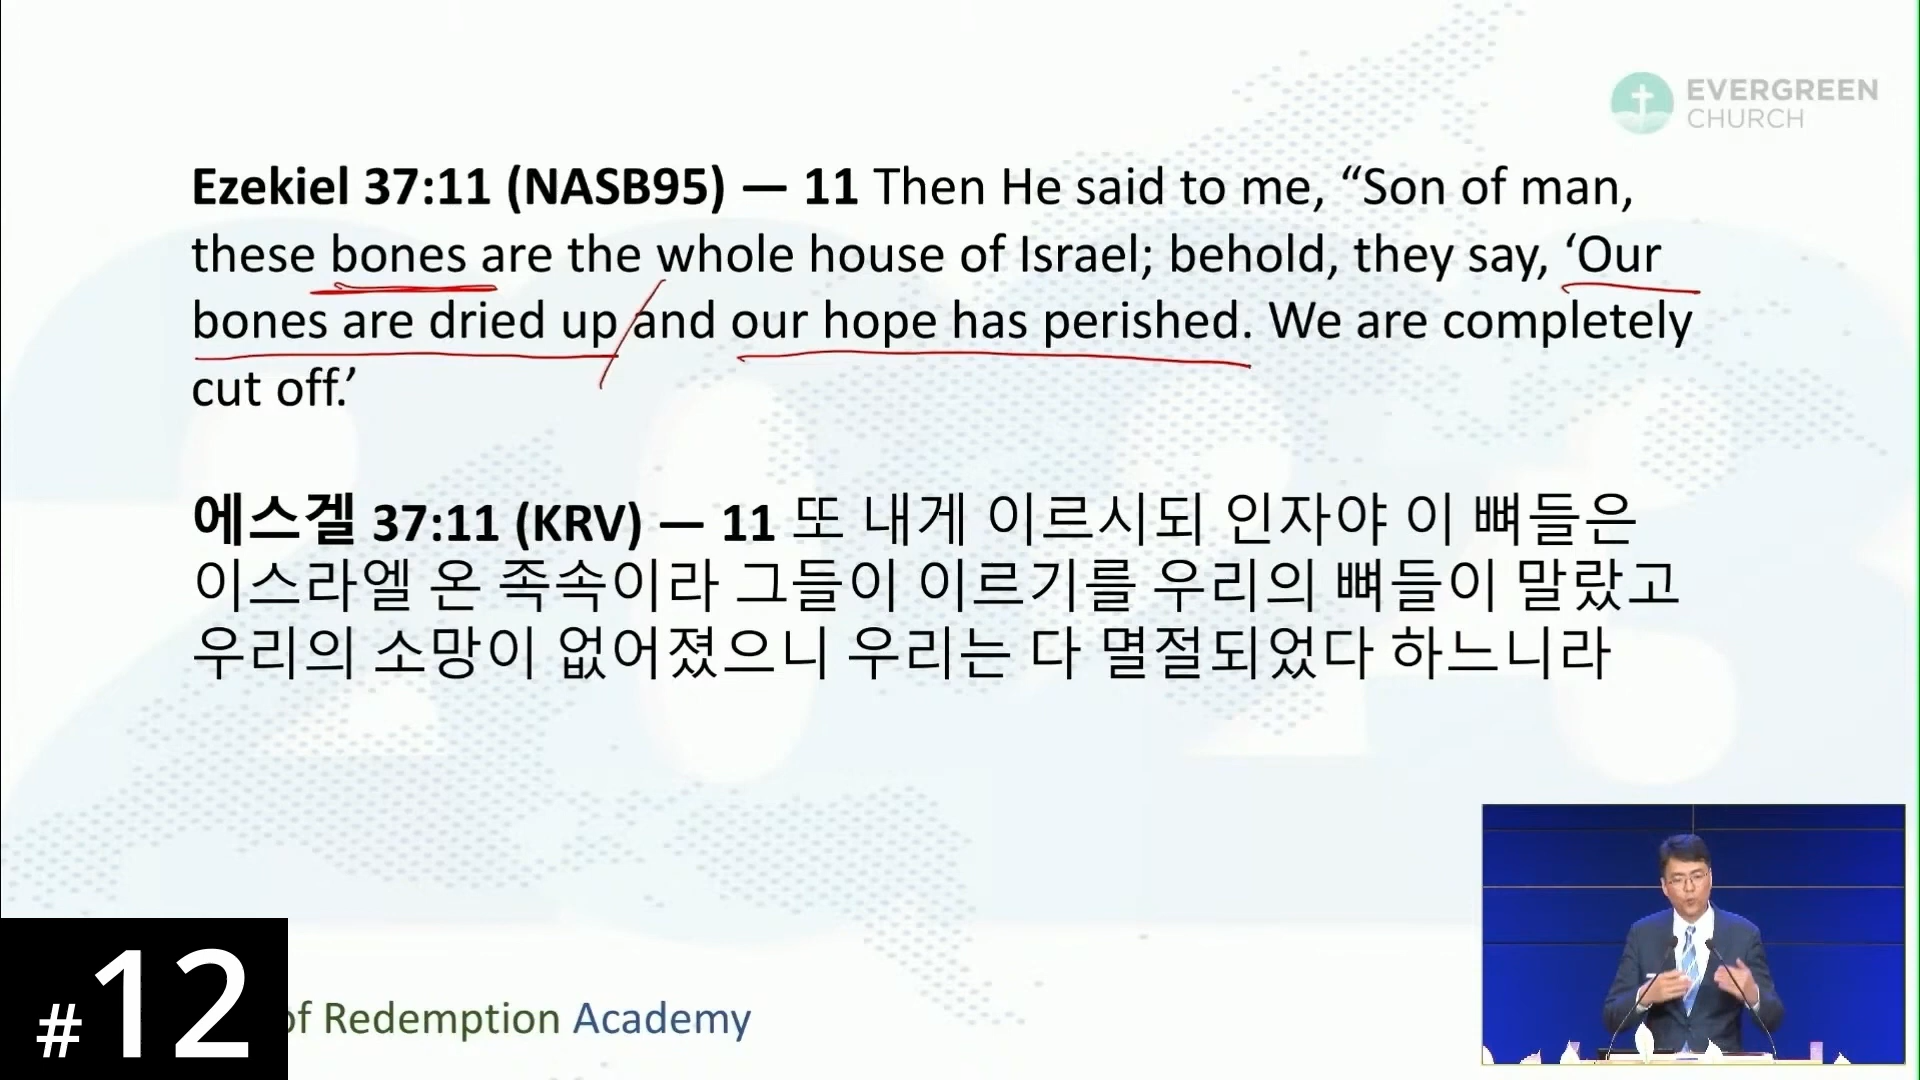 EVERGREEN
CHURCH
Ezekiel 37:11 (NASB95) — 11 Then He said to me, “Son of man,
these bones are the whole house of Israel; behold, they say, ‘Our
bones are dried up and our hope has perished. We are completely
cut off.’
에스겔 37:11 (KRV) — 11 또 내게 이르시되 인자야 이 뼈들은
이스라엘 온 족속이라 그들이 이르기를 우리의 뼈들이 말랐고
우리의 소망이 없어졌으니 우리는 다 멸절되었다 하느니라
#12
of Redemption Academy